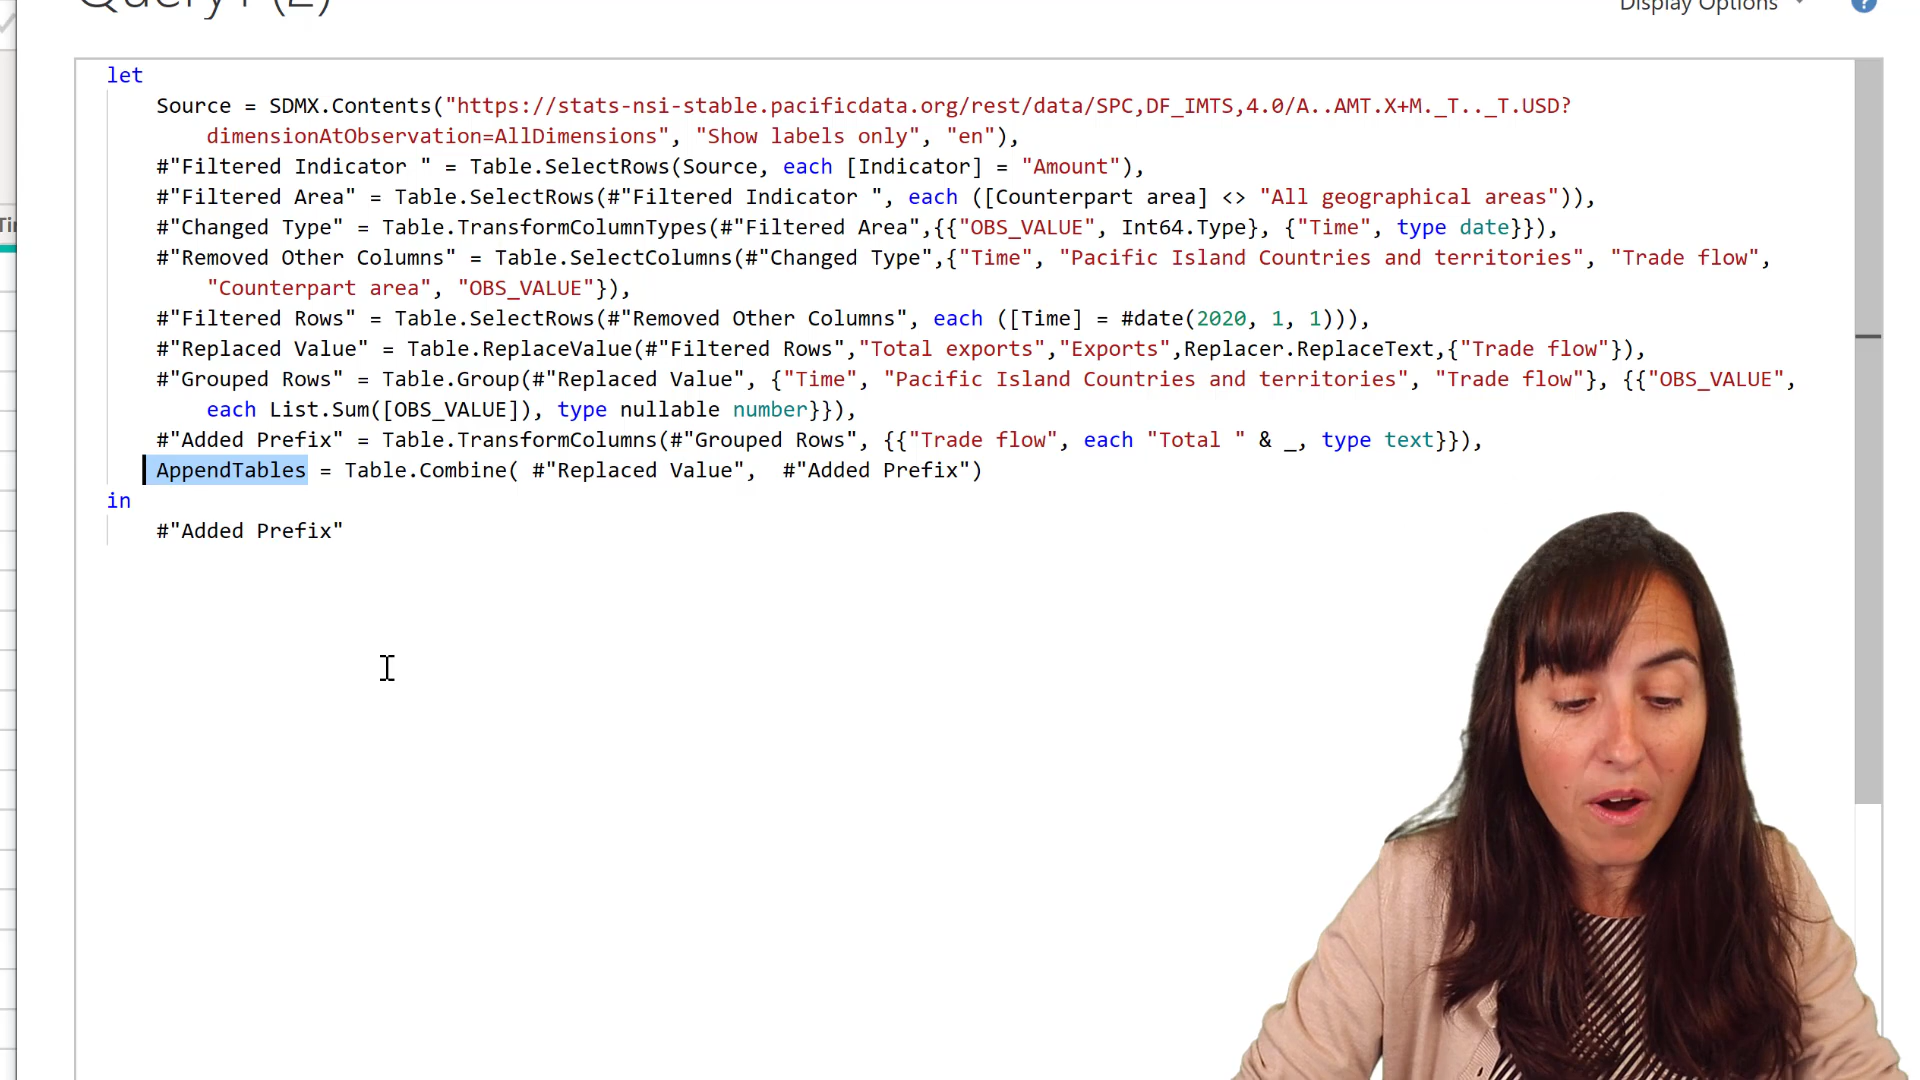 Query1 (2)
Display Options
?
Tir
let
Source = SDMX.Contents("https://stats-nsi-stable.pacificdata.org/rest/data/SPC,DF_IMTS,4.0/A..AMT.X+M._T.._T.USD?
dimensionAtObservation=AllDimensions", "Show labels only", "en"),
#"Filtered Indicator " = Table.SelectRows(Source, each [Indicator] = "Amount"),
#"Filtered Area" = Table.SelectRows(#"Filtered Indicator ", each ([Counterpart area] <> "All geographical areas")),
#"Changed Type" = Table.TransformColumnTypes(#"Filtered Area",{{"OBS_VALUE", Int64.Type}, {"Time", type date}}),
#"Removed Other Columns" = Table.SelectColumns(#"Changed Type",{"Time", "Pacific Island Countries and territories", "Trade flow",
"Counterpart area", "OBS_VALUE"}),
#"Filtered Rows" = Table.SelectRows(#"Removed Other Columns", each ([Time] = #date(2020, 1, 1))),
#"Replaced Value" = Table.ReplaceValue(#"Filtered Rows","Total exports","Exports",Replacer.ReplaceText,{"Trade flow"}),
#"Grouped Rows" = Table.Group(#"Replaced Value", {"Time", "Pacific Island Countries and territories", "Trade flow"}, {{"OBS_VALUE",
each List.Sum([OBS_VALUE]), type nullable number}}),
#"Added Prefix" = Table.TransformColumns(#"Grouped Rows", {{"Trade flow", each "Total " & _, type text}}),
AppendTables = Table.Combine( #"Replaced Value",  #"Added Prefix")
in
#"Added Prefix"